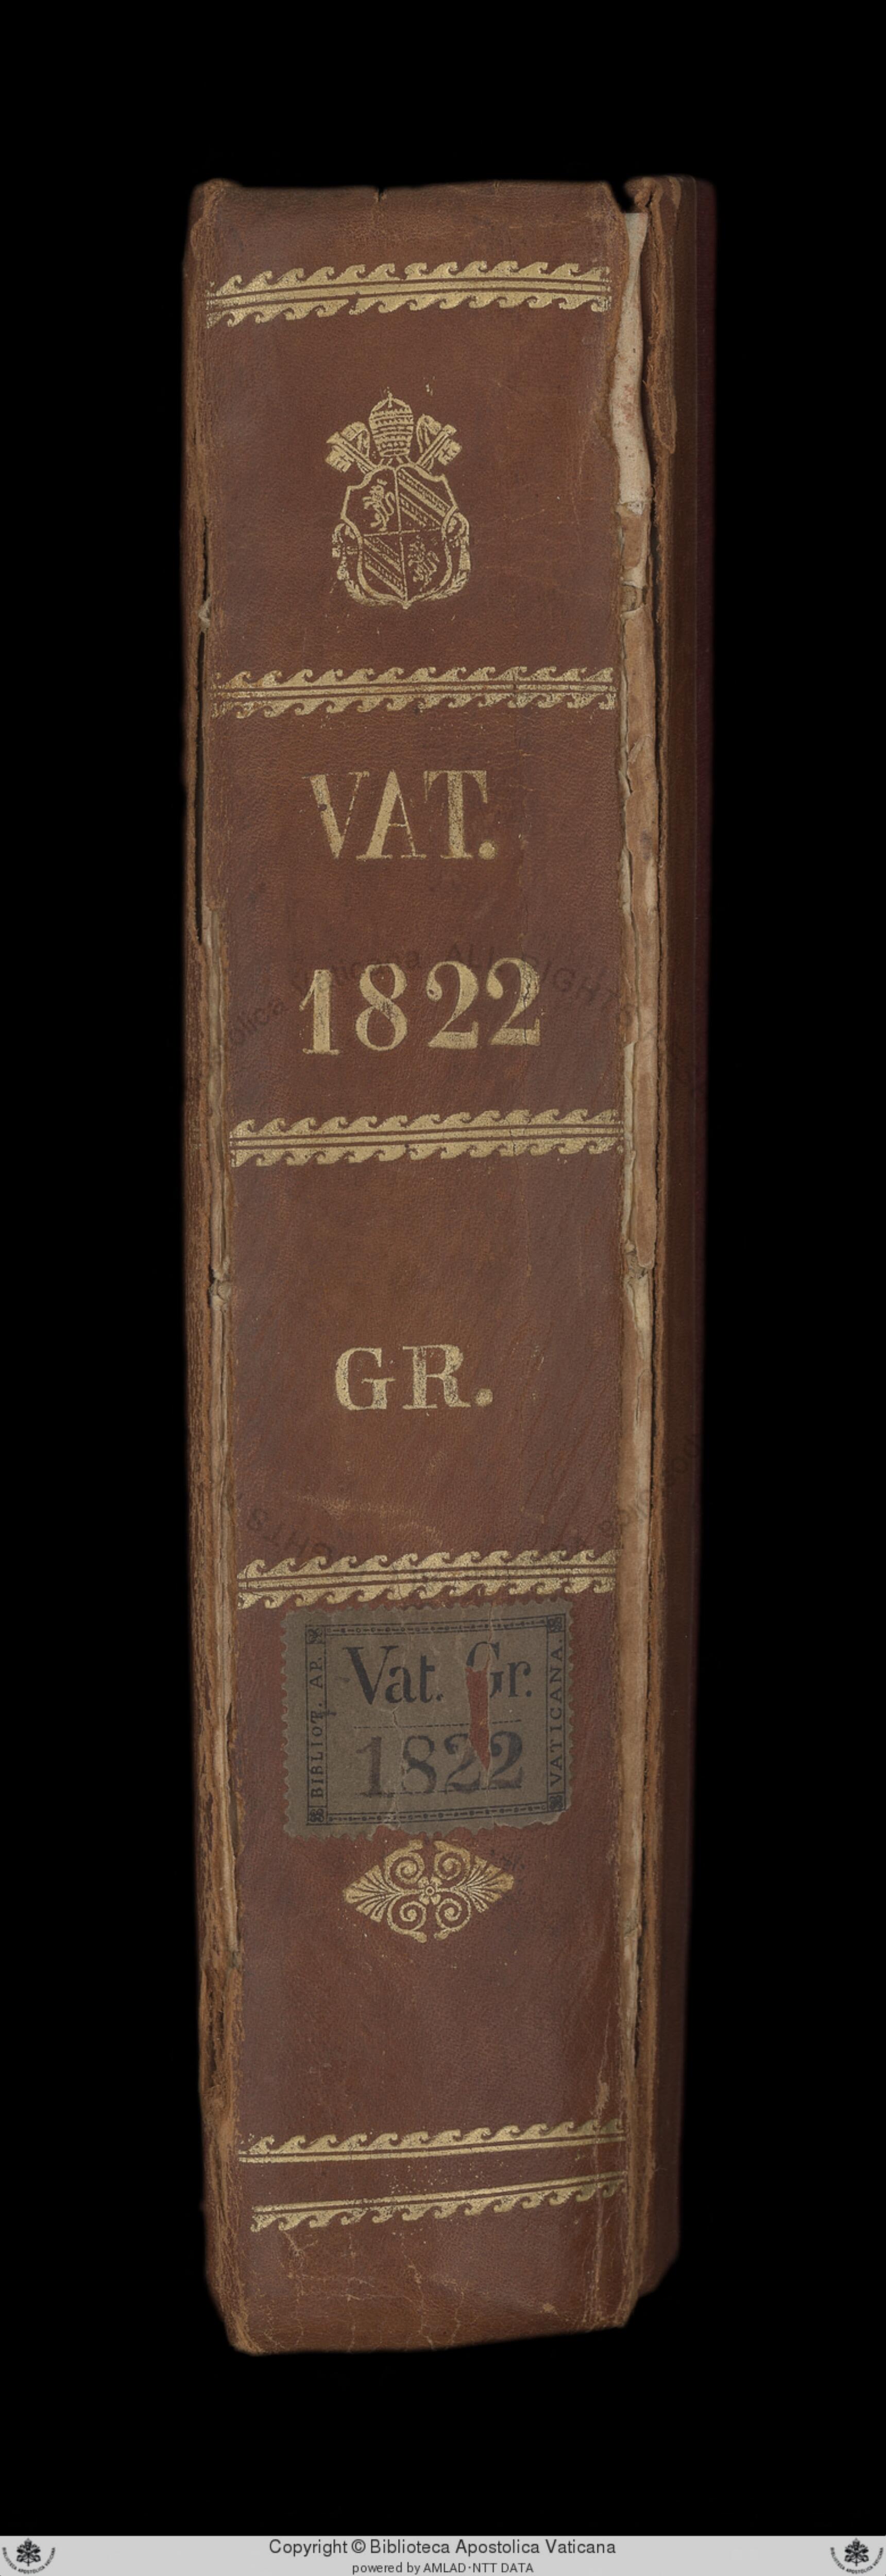 VAT.
1822
GR.
BIBLIOT. AP.
Vat. Gr.
1822
VATICANA.
Copyright © Biblioteca Apostolica Vaticana
powered by AMLAD·NTT DATA